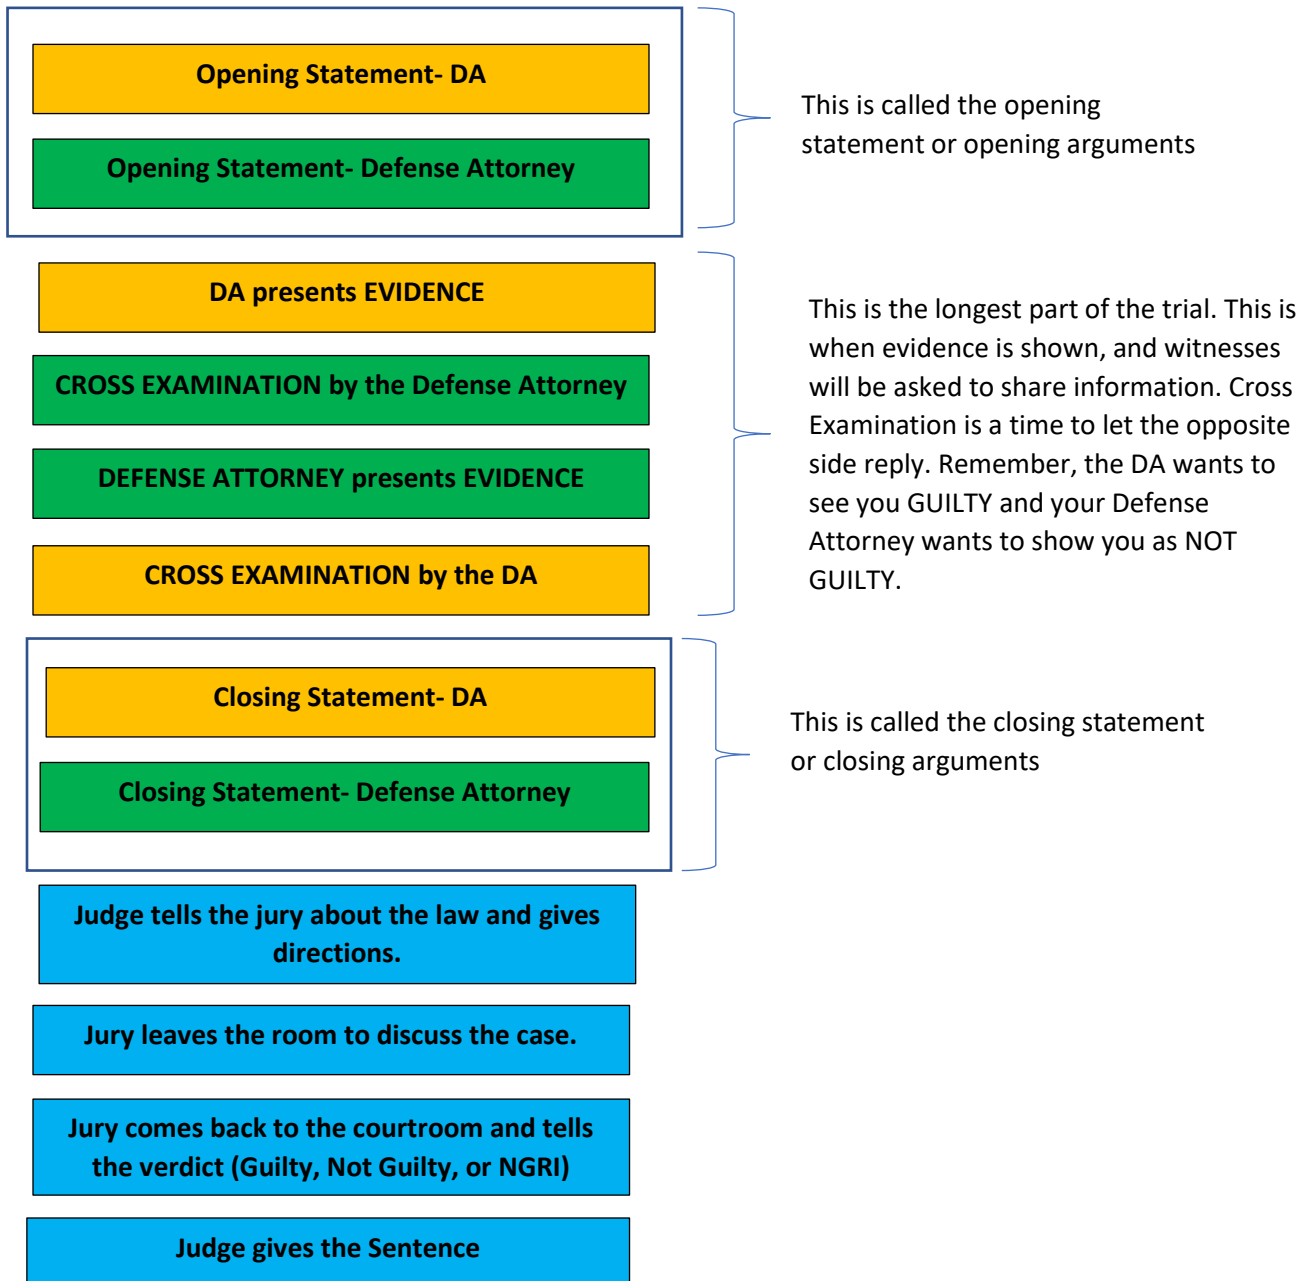 Opening Statement- DA
Opening Statement- Defense Attorney
This is called the opening
statement or opening arguments
DA presents EVIDENCE
CROSS EXAMINATION by the Defense Attorney
DEFENSE ATTORNEY presents EVIDENCE
CROSS EXAMINATION by the DA
This is the longest part of the trial. This is
when evidence is shown, and witnesses
will be asked to share information. Cross
Examination is a time to let the opposite
side reply. Remember, the DA wants to
see you GUILTY and your Defense
Attorney wants to show you as NOT
GUILTY.
Closing Statement- DA
Closing Statement- Defense Attorney
This is called the closing statement
or closing arguments
Judge tells the jury about the law and gives
directions.
Jury leaves the room to discuss the case.
Jury comes back to the courtroom and tells
the verdict (Guilty, Not Guilty, or NGRI)
Judge gives the Sentence